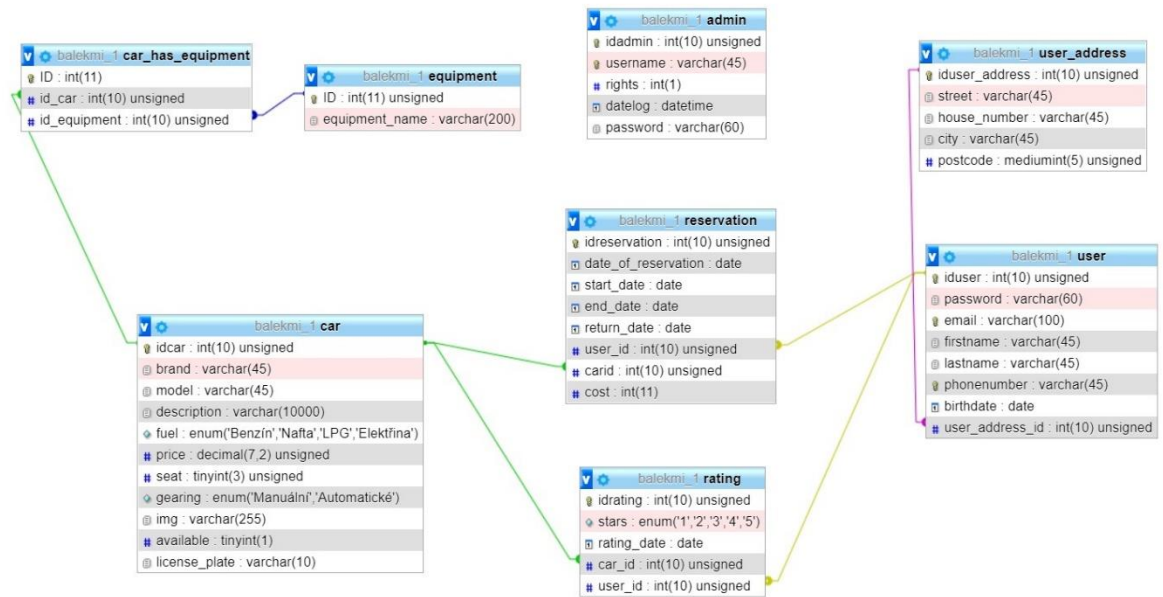 balekmi_1 car_has_equipment
ID : int(11)
id_car : int(10) unsigned
id_equipment : int(10) unsigned
balekmi_1 equipment
ID : int(11) unsigned
equipment_name : varchar(200)
balekmi_1 admin
idadmin : int(10) unsigned
username : varchar(45)
rights : int(1)
datelog : datetime
password : varchar(60)
balekmi_1 user_address
iduser_address : int(10) unsigned
street : varchar(45)
house_number : varchar(45)
city : varchar(45)
postcode : mediumint(5) unsigned
balekmi_1 reservation
idreservation : int(10) unsigned
date_of_reservation : date
start_date : date
end_date : date
return_date : date
user_id : int(10) unsigned
carid : int(10) unsigned
cost : int(11)
balekmi_1 user
iduser : int(10) unsigned
password : varchar(60)
email : varchar(100)
firstname : varchar(45)
lastname : varchar(45)
phonenumber : varchar(45)
birthdate : date
user_address_id : int(10) unsigned
balekmi_1 car
idcar : int(10) unsigned
brand : varchar(45)
model : varchar(45)
description : varchar(10000)
fuel : enum('Benzín','Nafta','LPG','Elektřina')
price : decimal(7,2) unsigned
seat : tinyint(3) unsigned
gearing : enum('Manuální','Automatické')
img : varchar(255)
available : tinyint(1)
license_plate : varchar(10)
balekmi_1 rating
idrating : int(10) unsigned
stars : enum('1','2','3','4','5')
rating_date : date
car_id : int(10) unsigned
user_id : int(10) unsigned